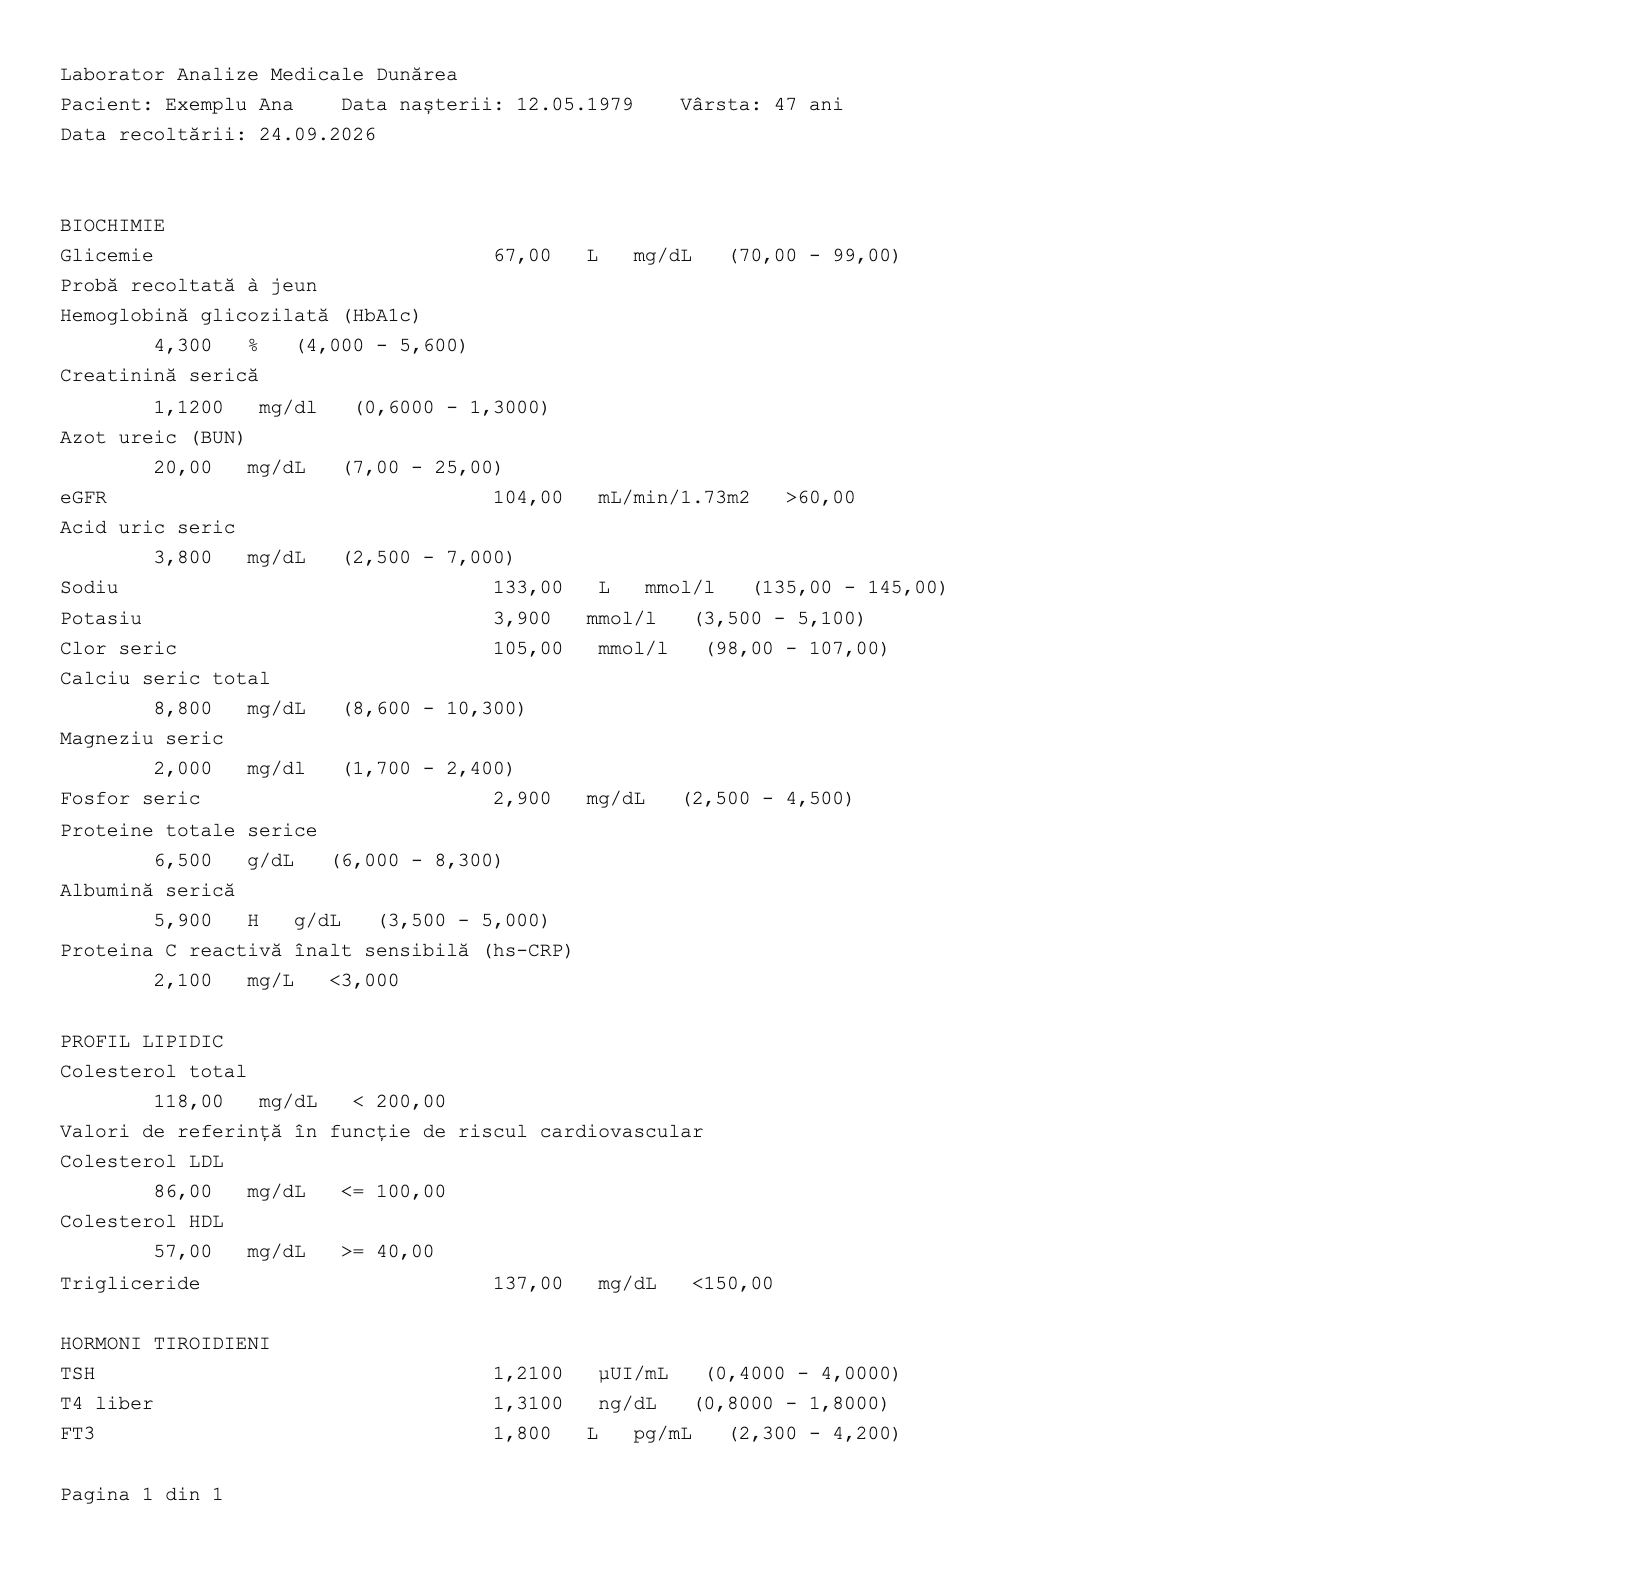 Laborator Analize Medicale Dunărea
Pacient: Exemplu Ana    Data nașterii: 12.05.1979    Vârsta: 47 ani
Data recoltării: 24.09.2026
BIOCHIMIE
Glicemie    67,00   L   mg/dL   (70,00 - 99,00)
Probă recoltată à jeun
Hemoglobină glicozilată (HbA1c)
4,300   %   (4,000 - 5,600)
Creatinină serică
1,1200   mg/dl   (0,6000 - 1,3000)
Azot ureic (BUN)
20,00   mg/dL   (7,00 - 25,00)
eGFR    104,00   mL/min/1.73m2   >60,00
Acid uric seric
3,800   mg/dL   (2,500 - 7,000)
Sodiu    133,00   L   mmol/l   (135,00 - 145,00)
Potasiu    3,900   mmol/l   (3,500 - 5,100)
Clor seric    105,00   mmol/l   (98,00 - 107,00)
Calciu seric total
8,800   mg/dL   (8,600 - 10,300)
Magneziu seric
2,000   mg/dl   (1,700 - 2,400)
Fosfor seric    2,900   mg/dL   (2,500 - 4,500)
Proteine totale serice
6,500   g/dL   (6,000 - 8,300)
Albumină serică
5,900   H   g/dL   (3,500 - 5,000)
Proteina C reactivă înalt sensibilă (hs-CRP)
2,100   mg/L   <3,000
PROFIL LIPIDIC
Colesterol total
118,00   mg/dL   < 200,00
Valori de referință în funcție de riscul cardiovascular
Colesterol LDL
86,00   mg/dL   <= 100,00
Colesterol HDL
57,00   mg/dL   >= 40,00
Trigliceride    137,00   mg/dL   <150,00
HORMONI TIROIDIENI
TSH    1,2100   µUI/mL   (0,4000 - 4,0000)
T4 liber    1,3100   ng/dL   (0,8000 - 1,8000)
FT3    1,800   L   pg/mL   (2,300 - 4,200)
Pagina 1 din 1